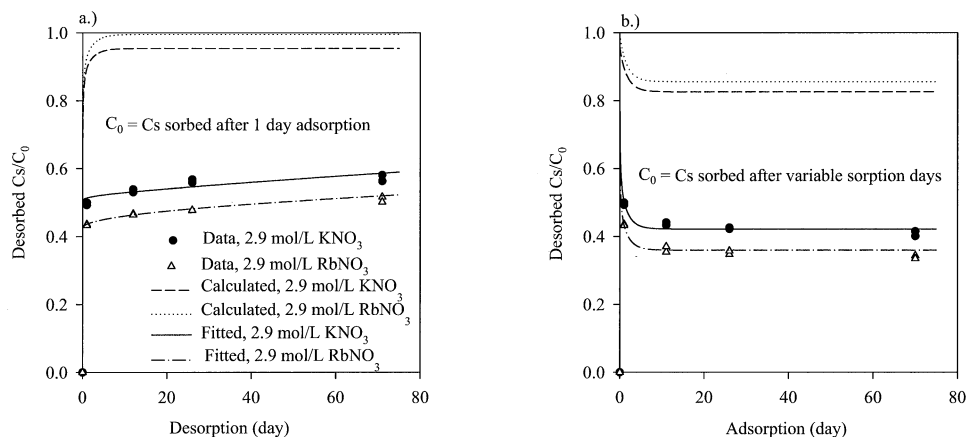 a.)
1.0
0.8
0.6
0.4
0.2
0.0
Desorbed Cs/C₀
C₀ = Cs sorbed after 1 day adsorption
Data, 2.9 mol/L KNO₃
Data, 2.9 mol/L RbNO₃
Calculated, 2.9 mol/L KNO₃
Calculated, 2.9 mol/L RbNO₃
Fitted, 2.9 mol/L KNO₃
Fitted, 2.9 mol/L RbNO₃
0 20 40 60 80
Desorption (day)
b.)
1.0
0.8
0.6
0.4
0.2
0.0
Desorbed Cs/C₀
C₀ = Cs sorbed after variable sorption days
0 20 40 60 80
Adsorption (day)